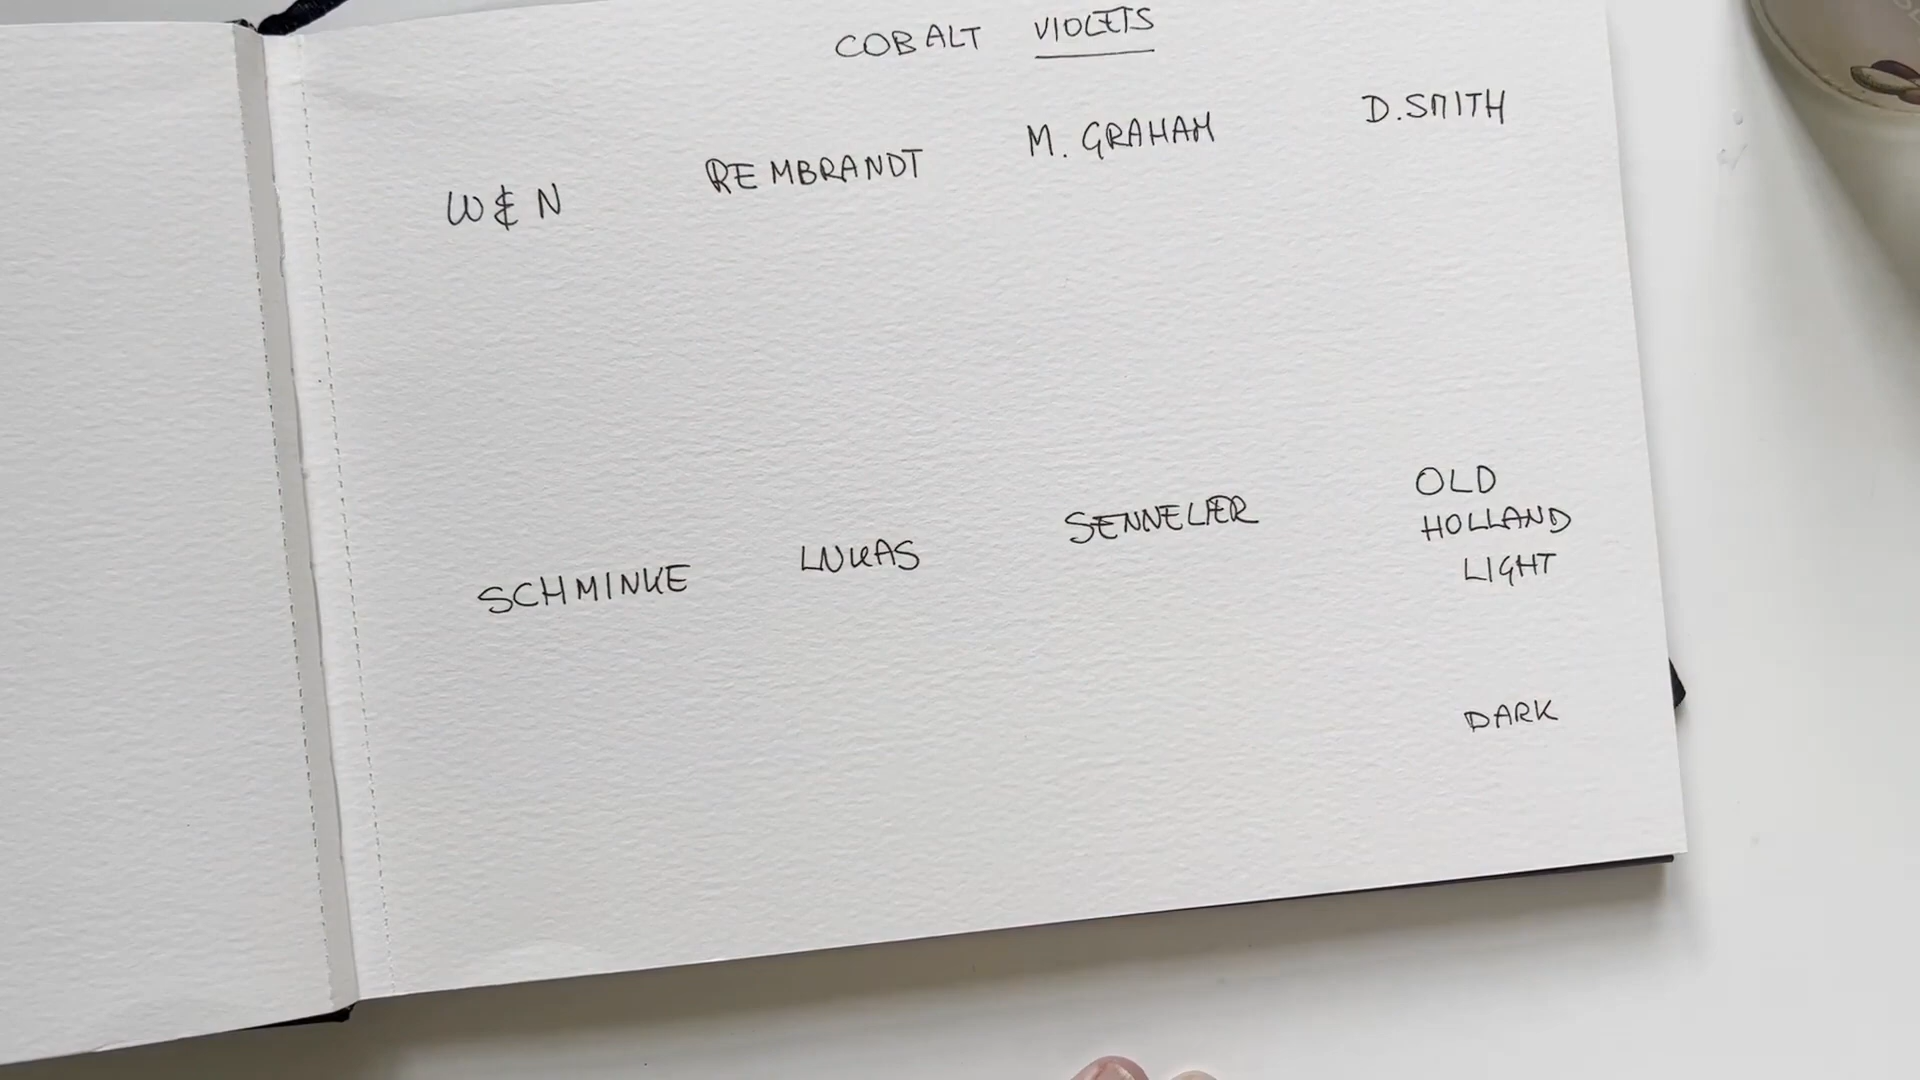 COBALT VIOLETS
W & N
REMBRANDT
M. GRAHAM
D. SMITH
SCHMINKE
LUKAS
SENNELIER
OLD
HOLLAND
LIGHT
DARK